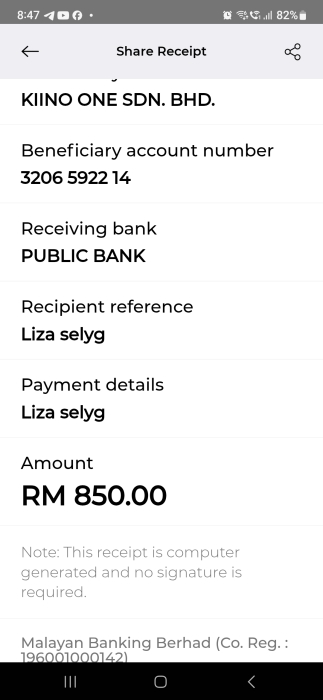 8:47
82%
Share Receipt
KIINO ONE SDN. BHD.
Beneficiary account number
3206 5922 14
Receiving bank
PUBLIC BANK
Recipient reference
Liza selyg
Payment details
Liza selyg
Amount
RM 850.00
Note: This receipt is computer
generated and no signature is
required.
Malayan Banking Berhad (Co. Reg. :
196001000142)